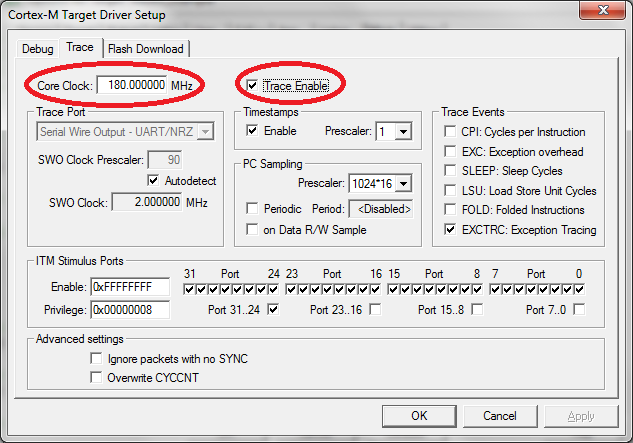 Cortex-M Target Driver Setup
Debug Trace Flash Download
Core Clock: 180.000000 MHz Trace Enable
Trace Port Timestamps Trace Events
Serial Wire Output - UART/NRZ Enable Prescaler: 1 CPI: Cycles per Instruction
EXC: Exception overhead
SWO Clock Prescaler: 90 PC Sampling SLEEP: Sleep Cycles
Autodetect Prescaler: 1024*16 LSU: Load Store Unit Cycles
SWO Clock: 2.000000 MHz Periodic Period: <Disabled> FOLD: Folded Instructions
on Data R/W Sample EXCTRC: Exception Tracing
ITM Stimulus Ports
31 Port 24 23 Port 16 15 Port 8 7 Port 0
Enable: 0xFFFFFFFF
Privilege: 0x00000008 Port 31..24 Port 23..16 Port 15..8 Port 7..0
Advanced settings
Ignore packets with no SYNC
Overwrite CYCCNT
OK Cancel Apply